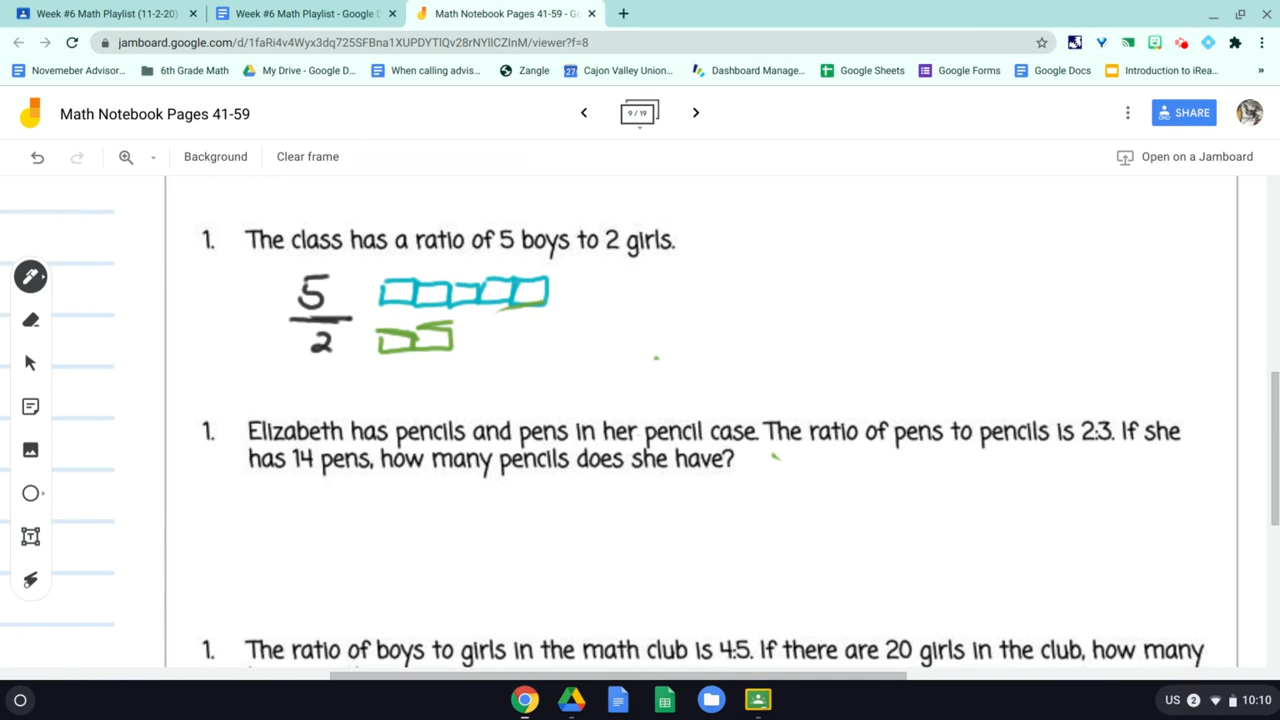 Week #6 Math Playlist (11-2-20)
Week #6 Math Playlist - Google D
Math Notebook Pages 41-59 - Go
jamboard.google.com/d/1faRi4v4Wyx3dq725SFBna1XUPDYTlQv28rNYllCZlnM/viewer?f=8
Novemeber Advisor...
6th Grade Math
My Drive - Google D...
When calling advis...
Zangle
27
Cajon Valley Union...
Dashboard Manage...
Google Sheets
Google Forms
Google Docs
Introduction to iRea...
»
Math Notebook Pages 41-59
9 / 19
SHARE
Background
Clear frame
Open on a Jamboard
1. The class has a ratio of 5 boys to 2 girls.
5
2
1. Elizabeth has pencils and pens in her pencil case. The ratio of pens to pencils is 2:3. If she
has 14 pens, how many pencils does she have?
1. The ratio of boys to girls in the math club is 4:5. If there are 20 girls in the club, how many
US 2 10:10